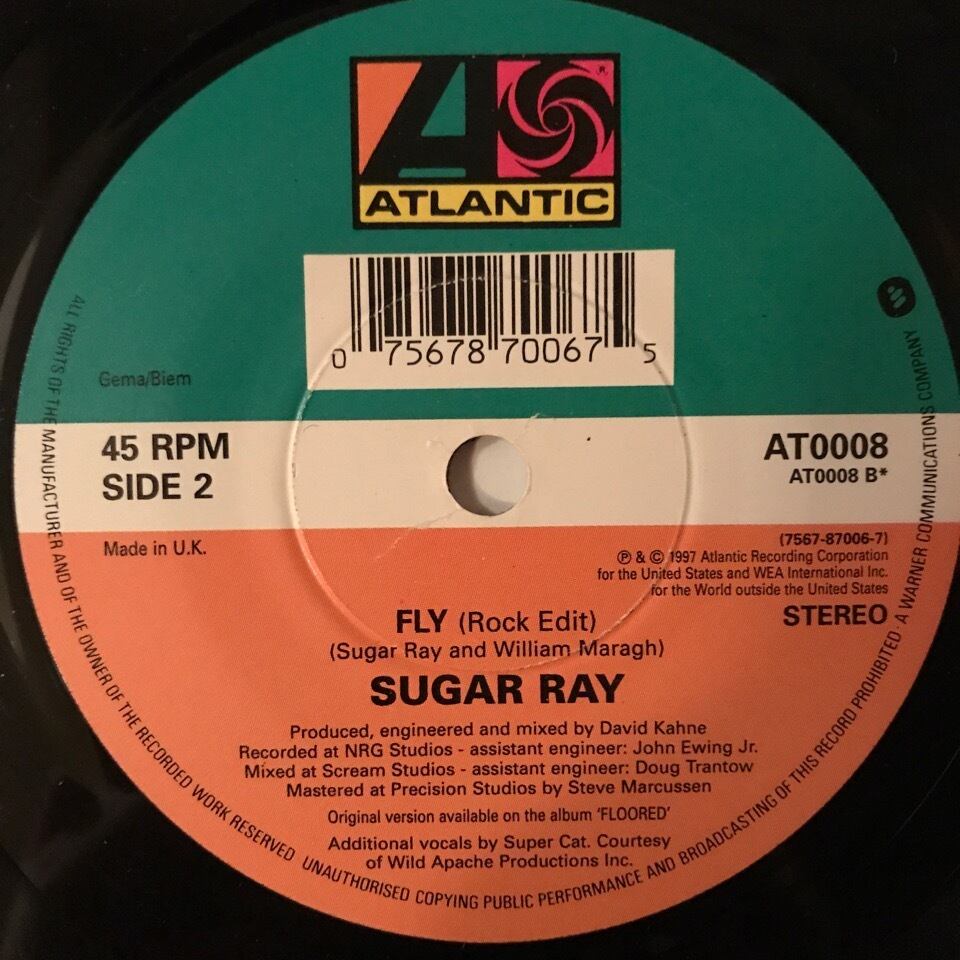 ATLANTIC
0 75678 70067 5
Gema/Biem
45 RPM
SIDE 2
AT0008
AT0008 B*
Made in U.K.
(7567-87006-7)
℗ & © 1997 Atlantic Recording Corporation
for the United States and WEA International Inc.
for the World outside the United States
STEREO
FLY (Rock Edit)
(Sugar Ray and William Maragh)
SUGAR RAY
Produced, engineered and mixed by David Kahne
Recorded at NRG Studios - assistant engineer: John Ewing Jr.
Mixed at Scream Studios - assistant engineer: Doug Trantow
Mastered at Precision Studios by Steve Marcussen
Original version available on the album 'FLOORED'
Additional vocals by Super Cat. Courtesy
of Wild Apache Productions Inc.
ALL RIGHTS OF THE MANUFACTURER AND OF THE OWNER OF THE RECORDED WORK RESERVED UNAUTHORISED COPYING PUBLIC PERFORMANCE AND BROADCASTING OF THIS RECORD PROHIBITED · A WARNER COMMUNICATIONS COMPANY